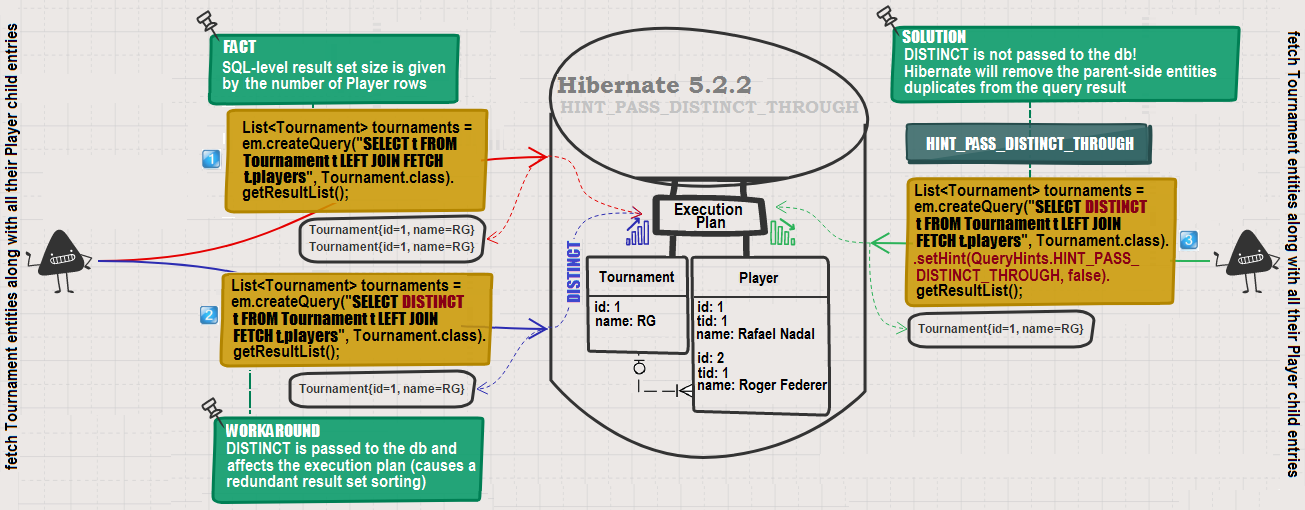 fetch Tournament entities along with all their Player child entries
FACT
SQL-level result set size is given
by the number of Player rows
1
List<Tournament> tournaments =
em.createQuery("SELECT t FROM
Tournament t LEFT JOIN FETCH
t.players", Tournament.class).
getResultList();
Tournament{id=1, name=RG}
Tournament{id=1, name=RG}
2
List<Tournament> tournaments =
em.createQuery("SELECT DISTINCT
t FROM Tournament t LEFT JOIN
FETCH t.players", Tournament.class).
getResultList();
Tournament{id=1, name=RG}
WORKAROUND
DISTINCT is passed to the db and
affects the execution plan (causes a
redundant result set sorting)
Hibernate 5.2.2
HINT_PASS_DISTINCT_THROUGH
Execution
Plan
DISTINCT
Tournament
id: 1
name: RG
Player
id: 1
tid: 1
name: Rafael Nadal
id: 2
tid: 1
name: Roger Federer
SOLUTION
DISTINCT is not passed to the db!
Hibernate will remove the parent-side entities
duplicates from the query result
HINT_PASS_DISTINCT_THROUGH
List<Tournament> tournaments =
em.createQuery("SELECT DISTINCT
t FROM Tournament t LEFT JOIN
FETCH t.players", Tournament.class).
.setHint(QueryHints.HINT_PASS_
DISTINCT_THROUGH, false).
getResultList();
3
Tournament{id=1, name=RG}
fetch Tournament entities along with all their Player child entries